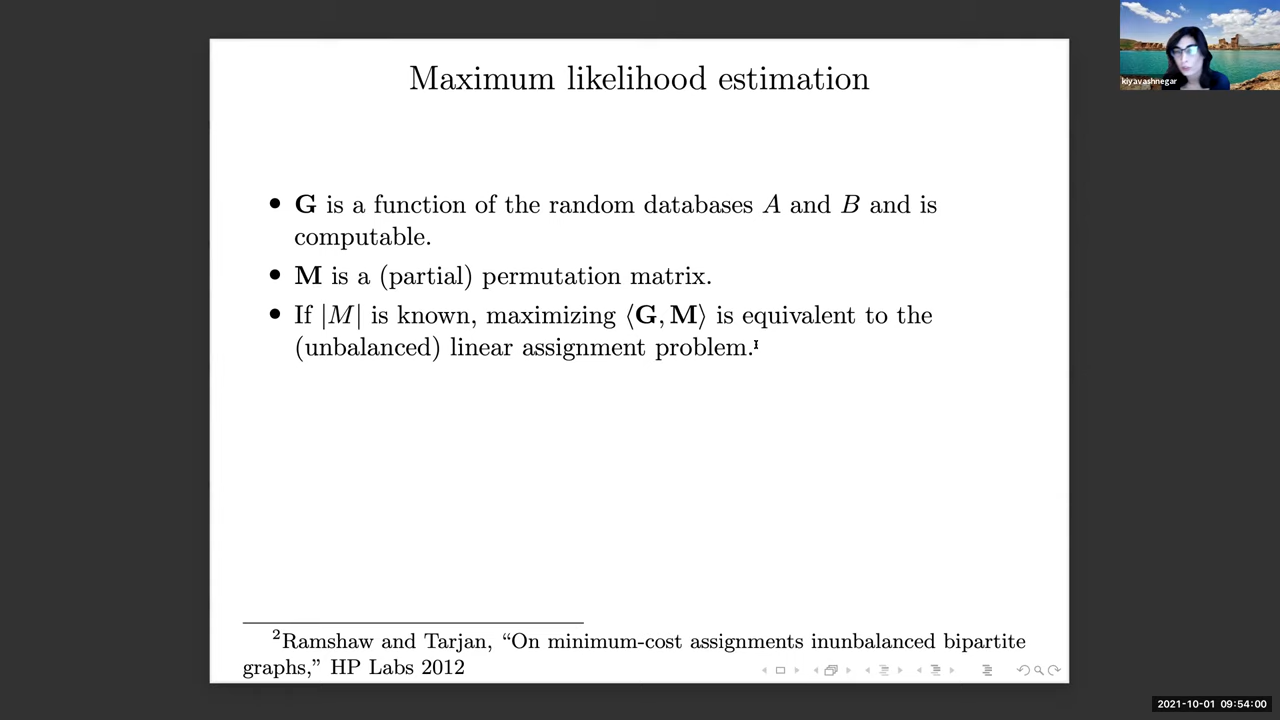 Maximum likelihood estimation
kiyavashnegar
• G is a function of the random databases A and B and is
computable.
• M is a (partial) permutation matrix.
• If |M| is known, maximizing ⟨G, M⟩ is equivalent to the
(unbalanced) linear assignment problem.
²Ramshaw and Tarjan, “On minimum-cost assignments inunbalanced bipartite
graphs,” HP Labs 2012
2021-10-01 09:54:00